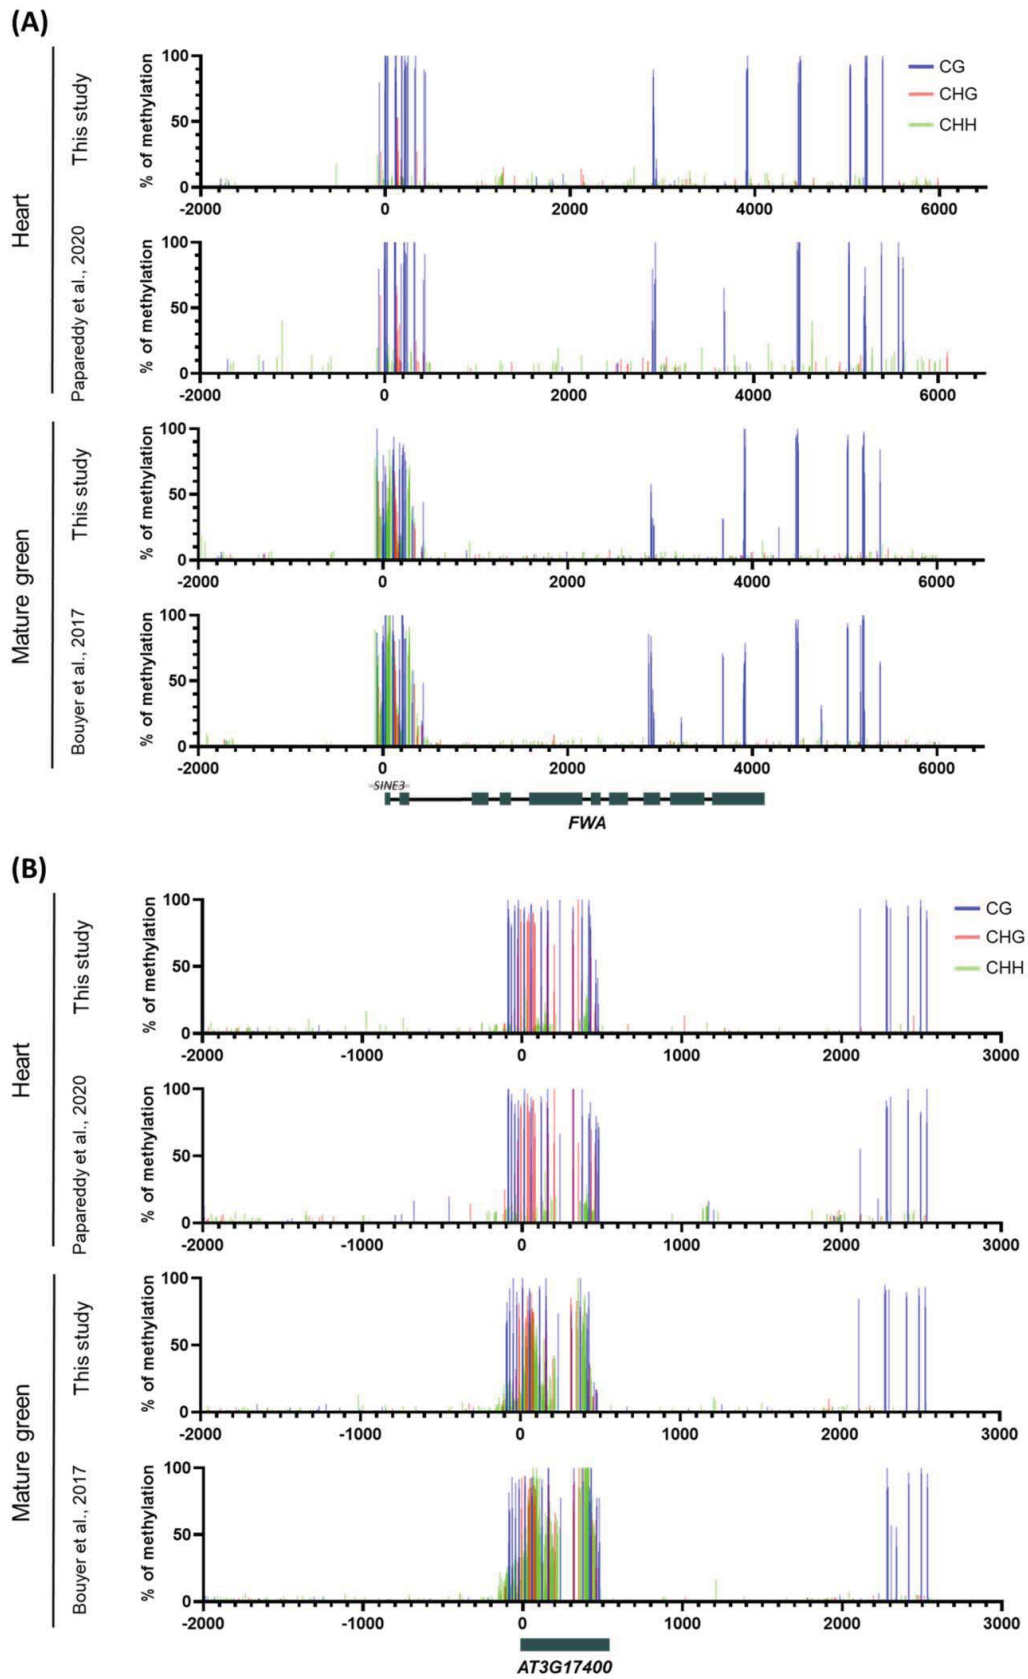 (A)
Heart
This study
% of methylation
100
50
0
-2000
0
2000
4000
6000
CG
CHG
CHH
Papareddy et al., 2020
% of methylation
100
50
0
-2000
0
2000
4000
6000
Mature green
This study
% of methylation
100
50
0
-2000
0
2000
4000
6000
Bouyer et al., 2017
% of methylation
100
50
0
-2000
0
2000
4000
6000
SINE3
FWA
(B)
Heart
This study
% of methylation
100
50
0
-2000
-1000
0
1000
2000
3000
CG
CHG
CHH
Papareddy et al., 2020
% of methylation
100
50
0
-2000
-1000
0
1000
2000
3000
Mature green
This study
% of methylation
100
50
0
-2000
-1000
0
1000
2000
3000
Bouyer et al., 2017
% of methylation
100
50
0
-2000
-1000
0
1000
2000
3000
AT3G17400